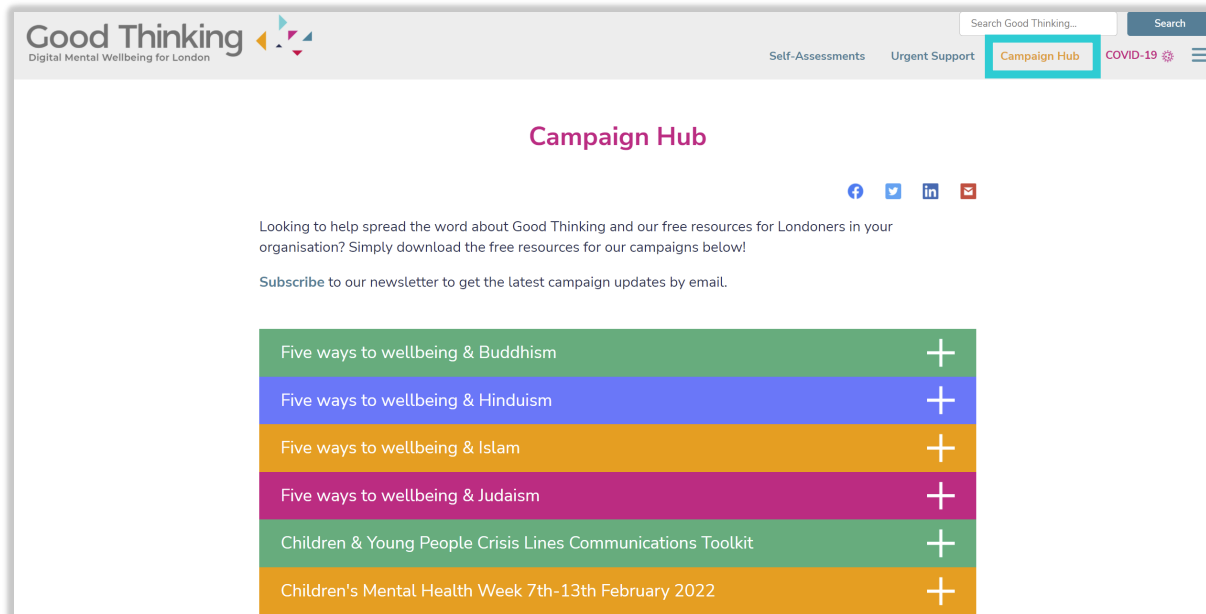 Good Thinking
Digital Mental Wellbeing for London
Search Good Thinking...
Search
Self-Assessments
Urgent Support
Campaign Hub
COVID-19
Campaign Hub
Looking to help spread the word about Good Thinking and our free resources for Londoners in your
organisation? Simply download the free resources for our campaigns below!
Subscribe to our newsletter to get the latest campaign updates by email.
Five ways to wellbeing & Buddhism
Five ways to wellbeing & Hinduism
Five ways to wellbeing & Islam
Five ways to wellbeing & Judaism
Children & Young People Crisis Lines Communications Toolkit
Children's Mental Health Week 7th-13th February 2022